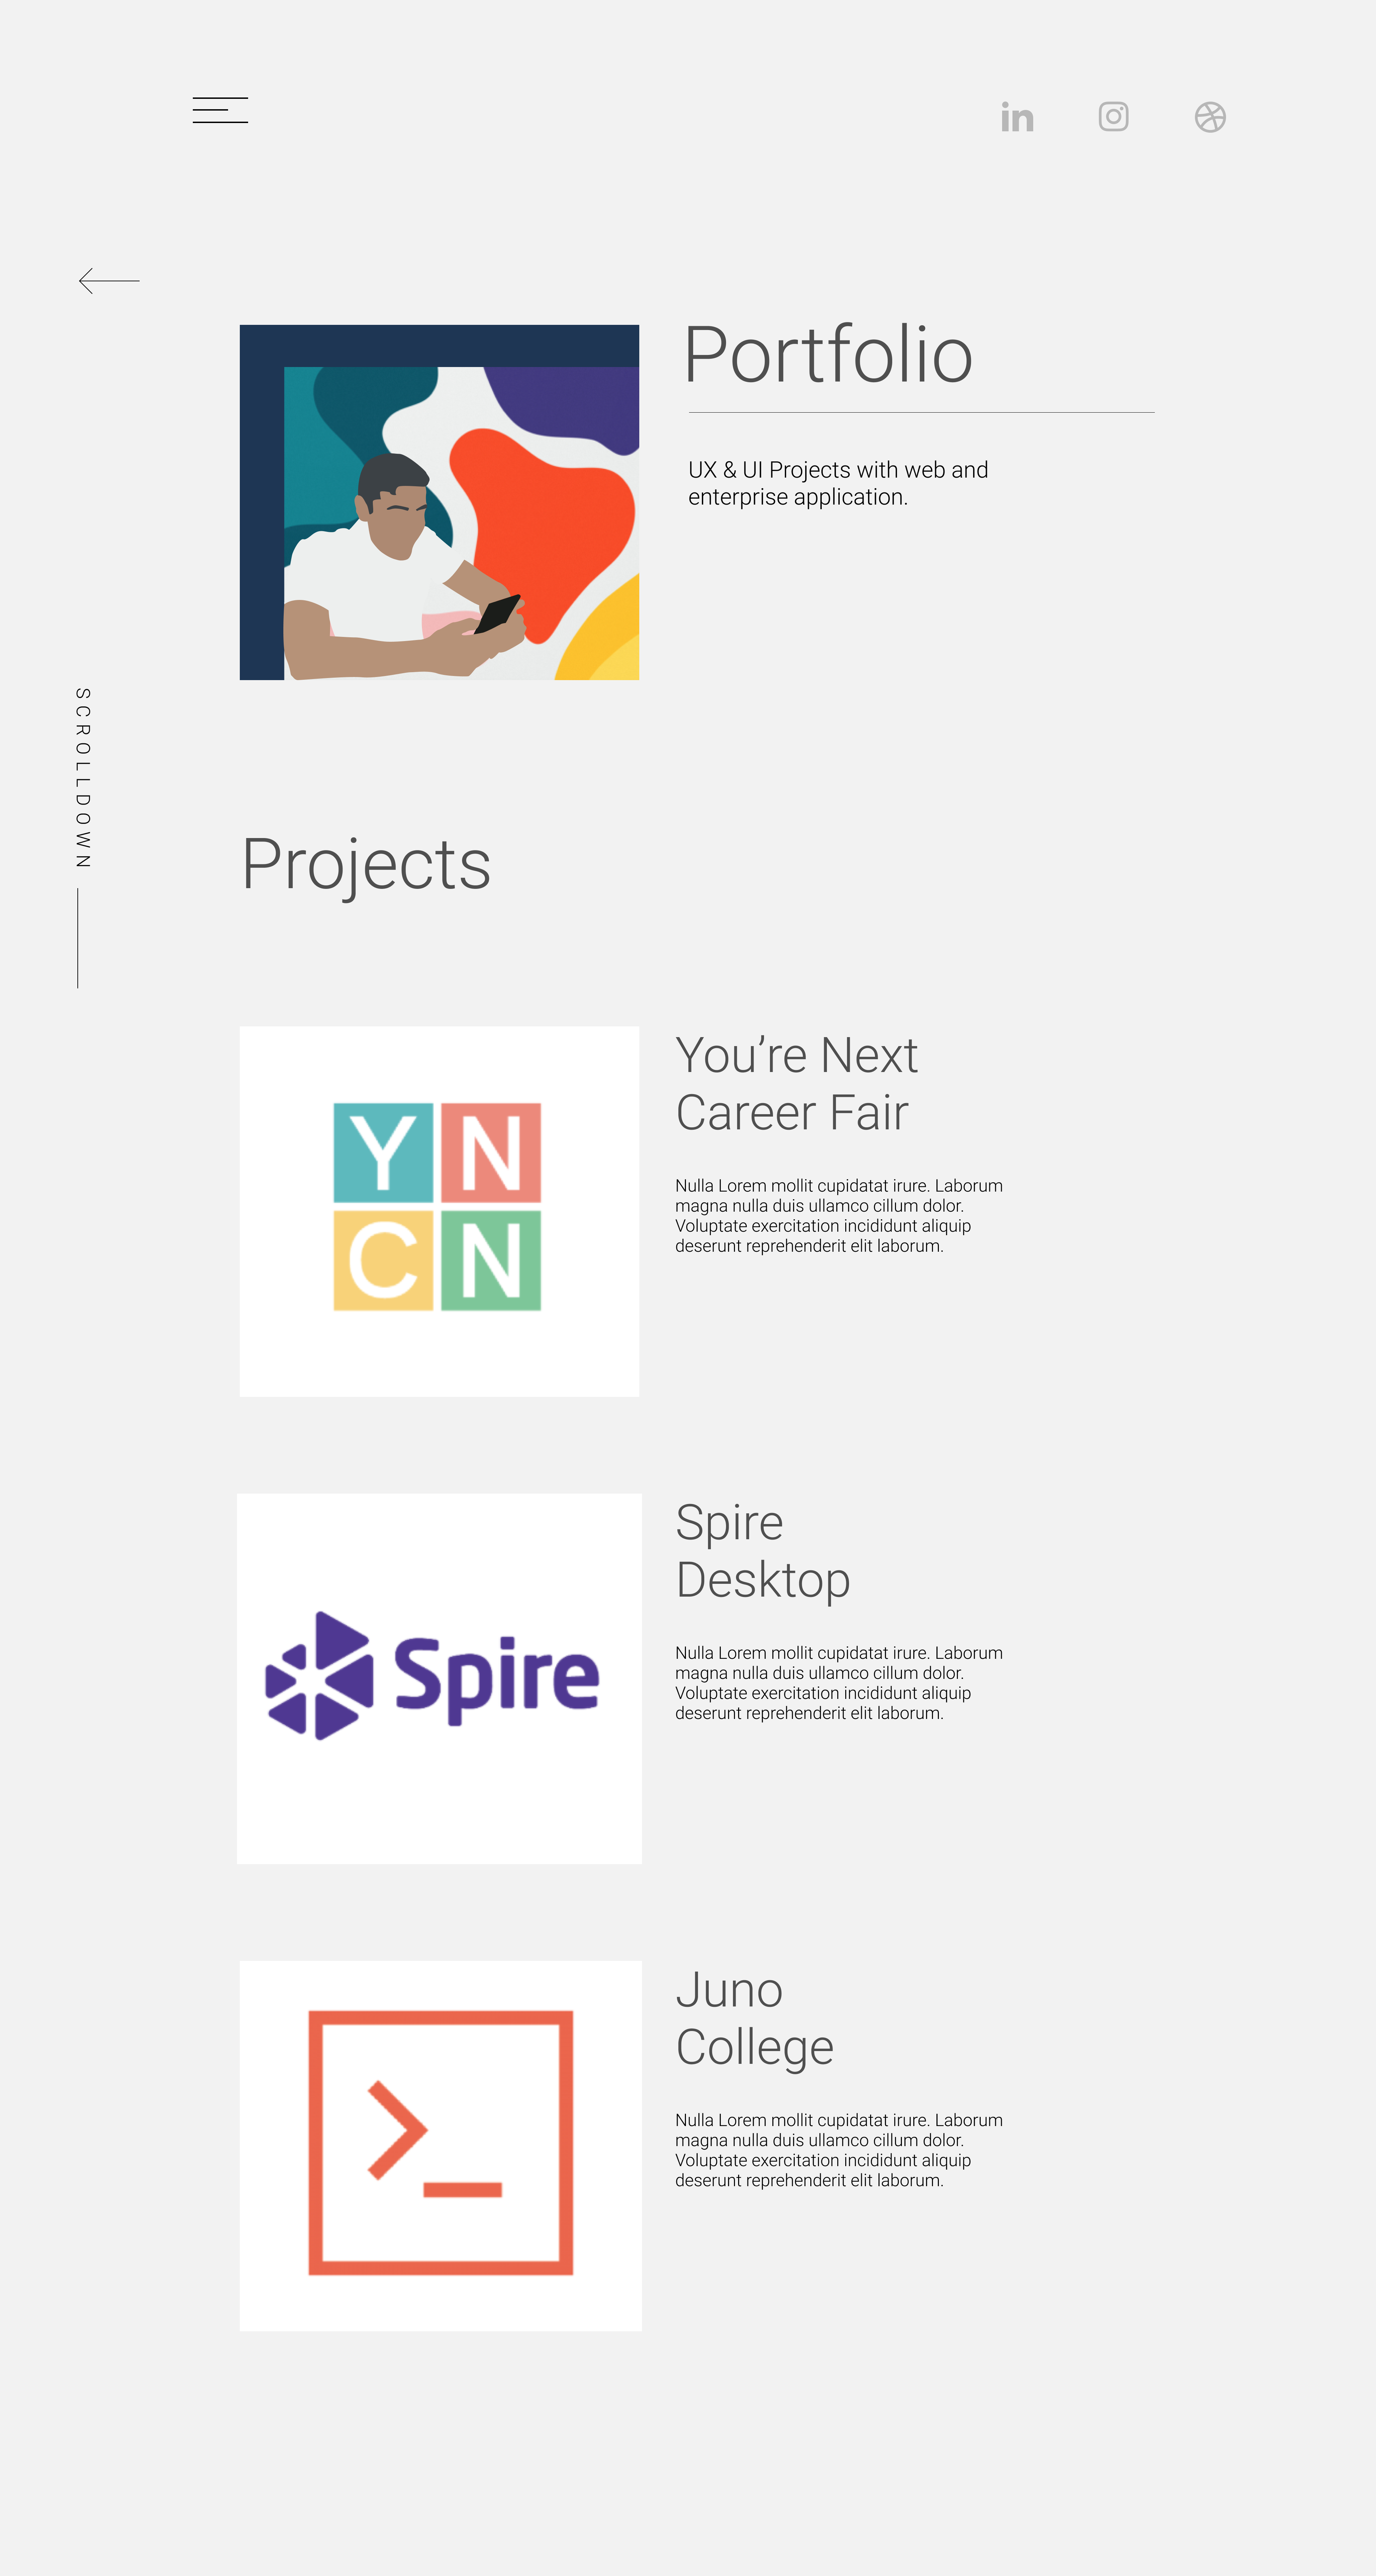 in
Portfolio
UX & UI Projects with web and
enterprise application.
SCROLLDOWN
Projects
Y N
C N
You’re Next
Career Fair
Nulla Lorem mollit cupidatat irure. Laborum
magna nulla duis ullamco cillum dolor.
Voluptate exercitation incididunt aliquip
deserunt reprehenderit elit laborum.
Spire
Spire
Desktop
Nulla Lorem mollit cupidatat irure. Laborum
magna nulla duis ullamco cillum dolor.
Voluptate exercitation incididunt aliquip
deserunt reprehenderit elit laborum.
>_
Juno
College
Nulla Lorem mollit cupidatat irure. Laborum
magna nulla duis ullamco cillum dolor.
Voluptate exercitation incididunt aliquip
deserunt reprehenderit elit laborum.